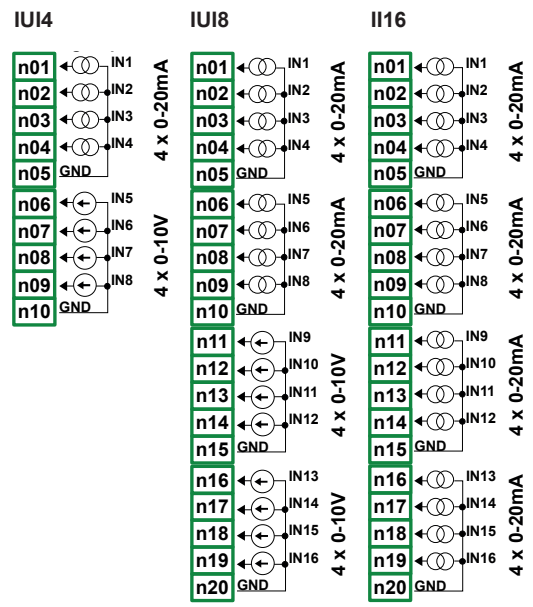 IUI4
n01 IN1
n02 IN2
n03 IN3
n04 IN4
n05 GND
4 x 0-20mA
n06 IN5
n07 IN6
n08 IN7
n09 IN8
n10 GND
4 x 0-10V
IUI8
n01 IN1
n02 IN2
n03 IN3
n04 IN4
n05 GND
4 x 0-20mA
n06 IN5
n07 IN6
n08 IN7
n09 IN8
n10 GND
4 x 0-20mA
n11 IN9
n12 IN10
n13 IN11
n14 IN12
n15 GND
4 x 0-10V
n16 IN13
n17 IN14
n18 IN15
n19 IN16
n20 GND
4 x 0-10V
II16
n01 IN1
n02 IN2
n03 IN3
n04 IN4
n05 GND
4 x 0-20mA
n06 IN5
n07 IN6
n08 IN7
n09 IN8
n10 GND
4 x 0-20mA
n11 IN9
n12 IN10
n13 IN11
n14 IN12
n15 GND
4 x 0-20mA
n16 IN13
n17 IN14
n18 IN15
n19 IN16
n20 GND
4 x 0-20mA